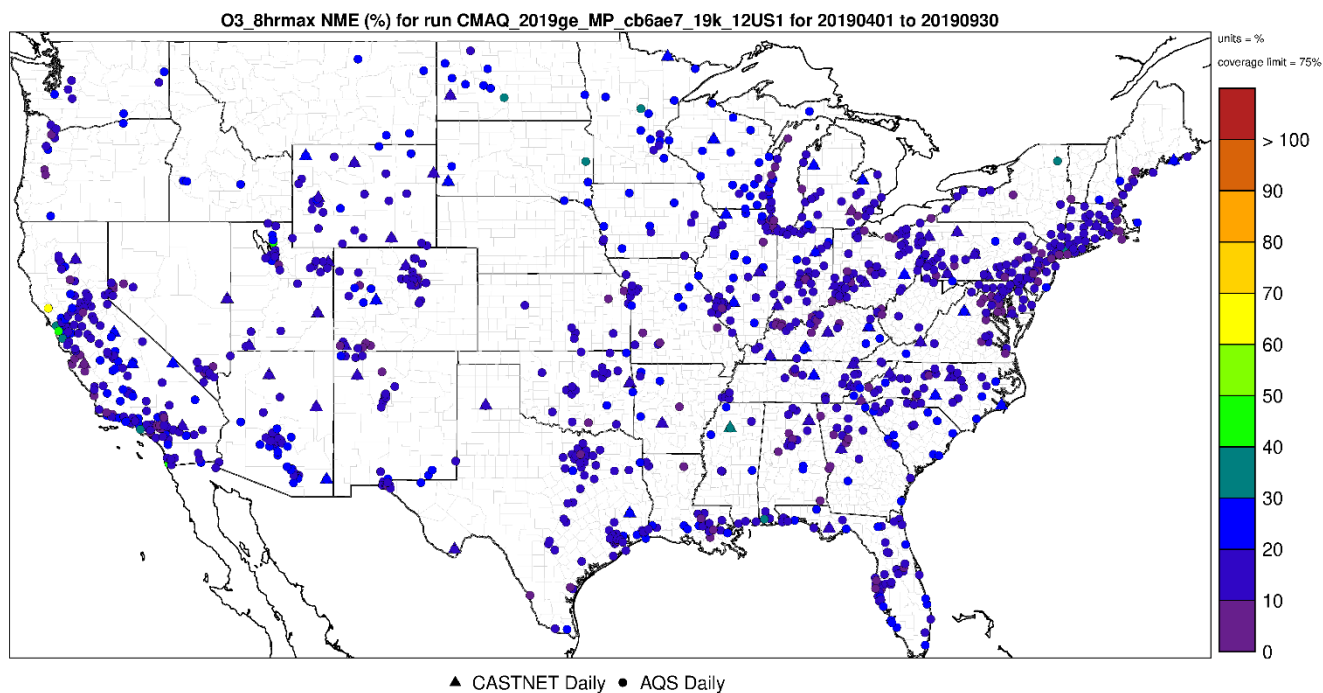 O3_8hrmax NME (%) for run CMAQ_2019ge_MP_cb6ae7_19k_12US1 for 20190401 to 20190930
units = %
coverage limit = 75%
> 100
90
80
70
60
50
40
30
20
10
0
CASTNET Daily
AQS Daily